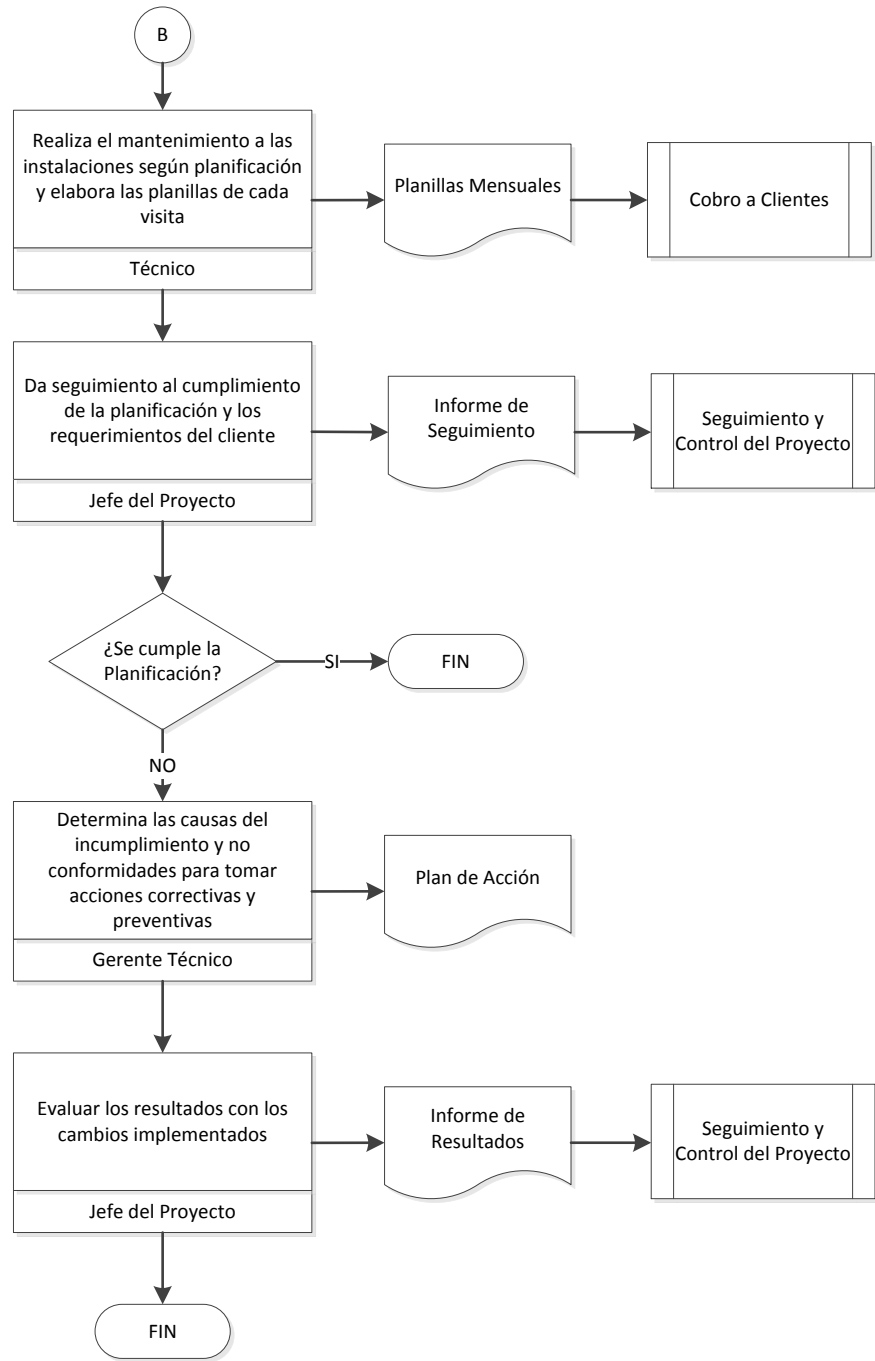 B
Realiza el mantenimiento a las
instalaciones según planificación
y elabora las planillas de cada
visita
Técnico
Planillas Mensuales
Cobro a Clientes
Da seguimiento al cumplimiento
de la planificación y los
requerimientos del cliente
Jefe del Proyecto
Informe de
Seguimiento
Seguimiento y
Control del Proyecto
¿Se cumple la
Planificación?
SI
FIN
NO
Determina las causas del
incumplimiento y no
conformidades para tomar
acciones correctivas y
preventivas
Gerente Técnico
Plan de Acción
Evaluar los resultados con los
cambios implementados
Jefe del Proyecto
Informe de
Resultados
Seguimiento y
Control del Proyecto
FIN